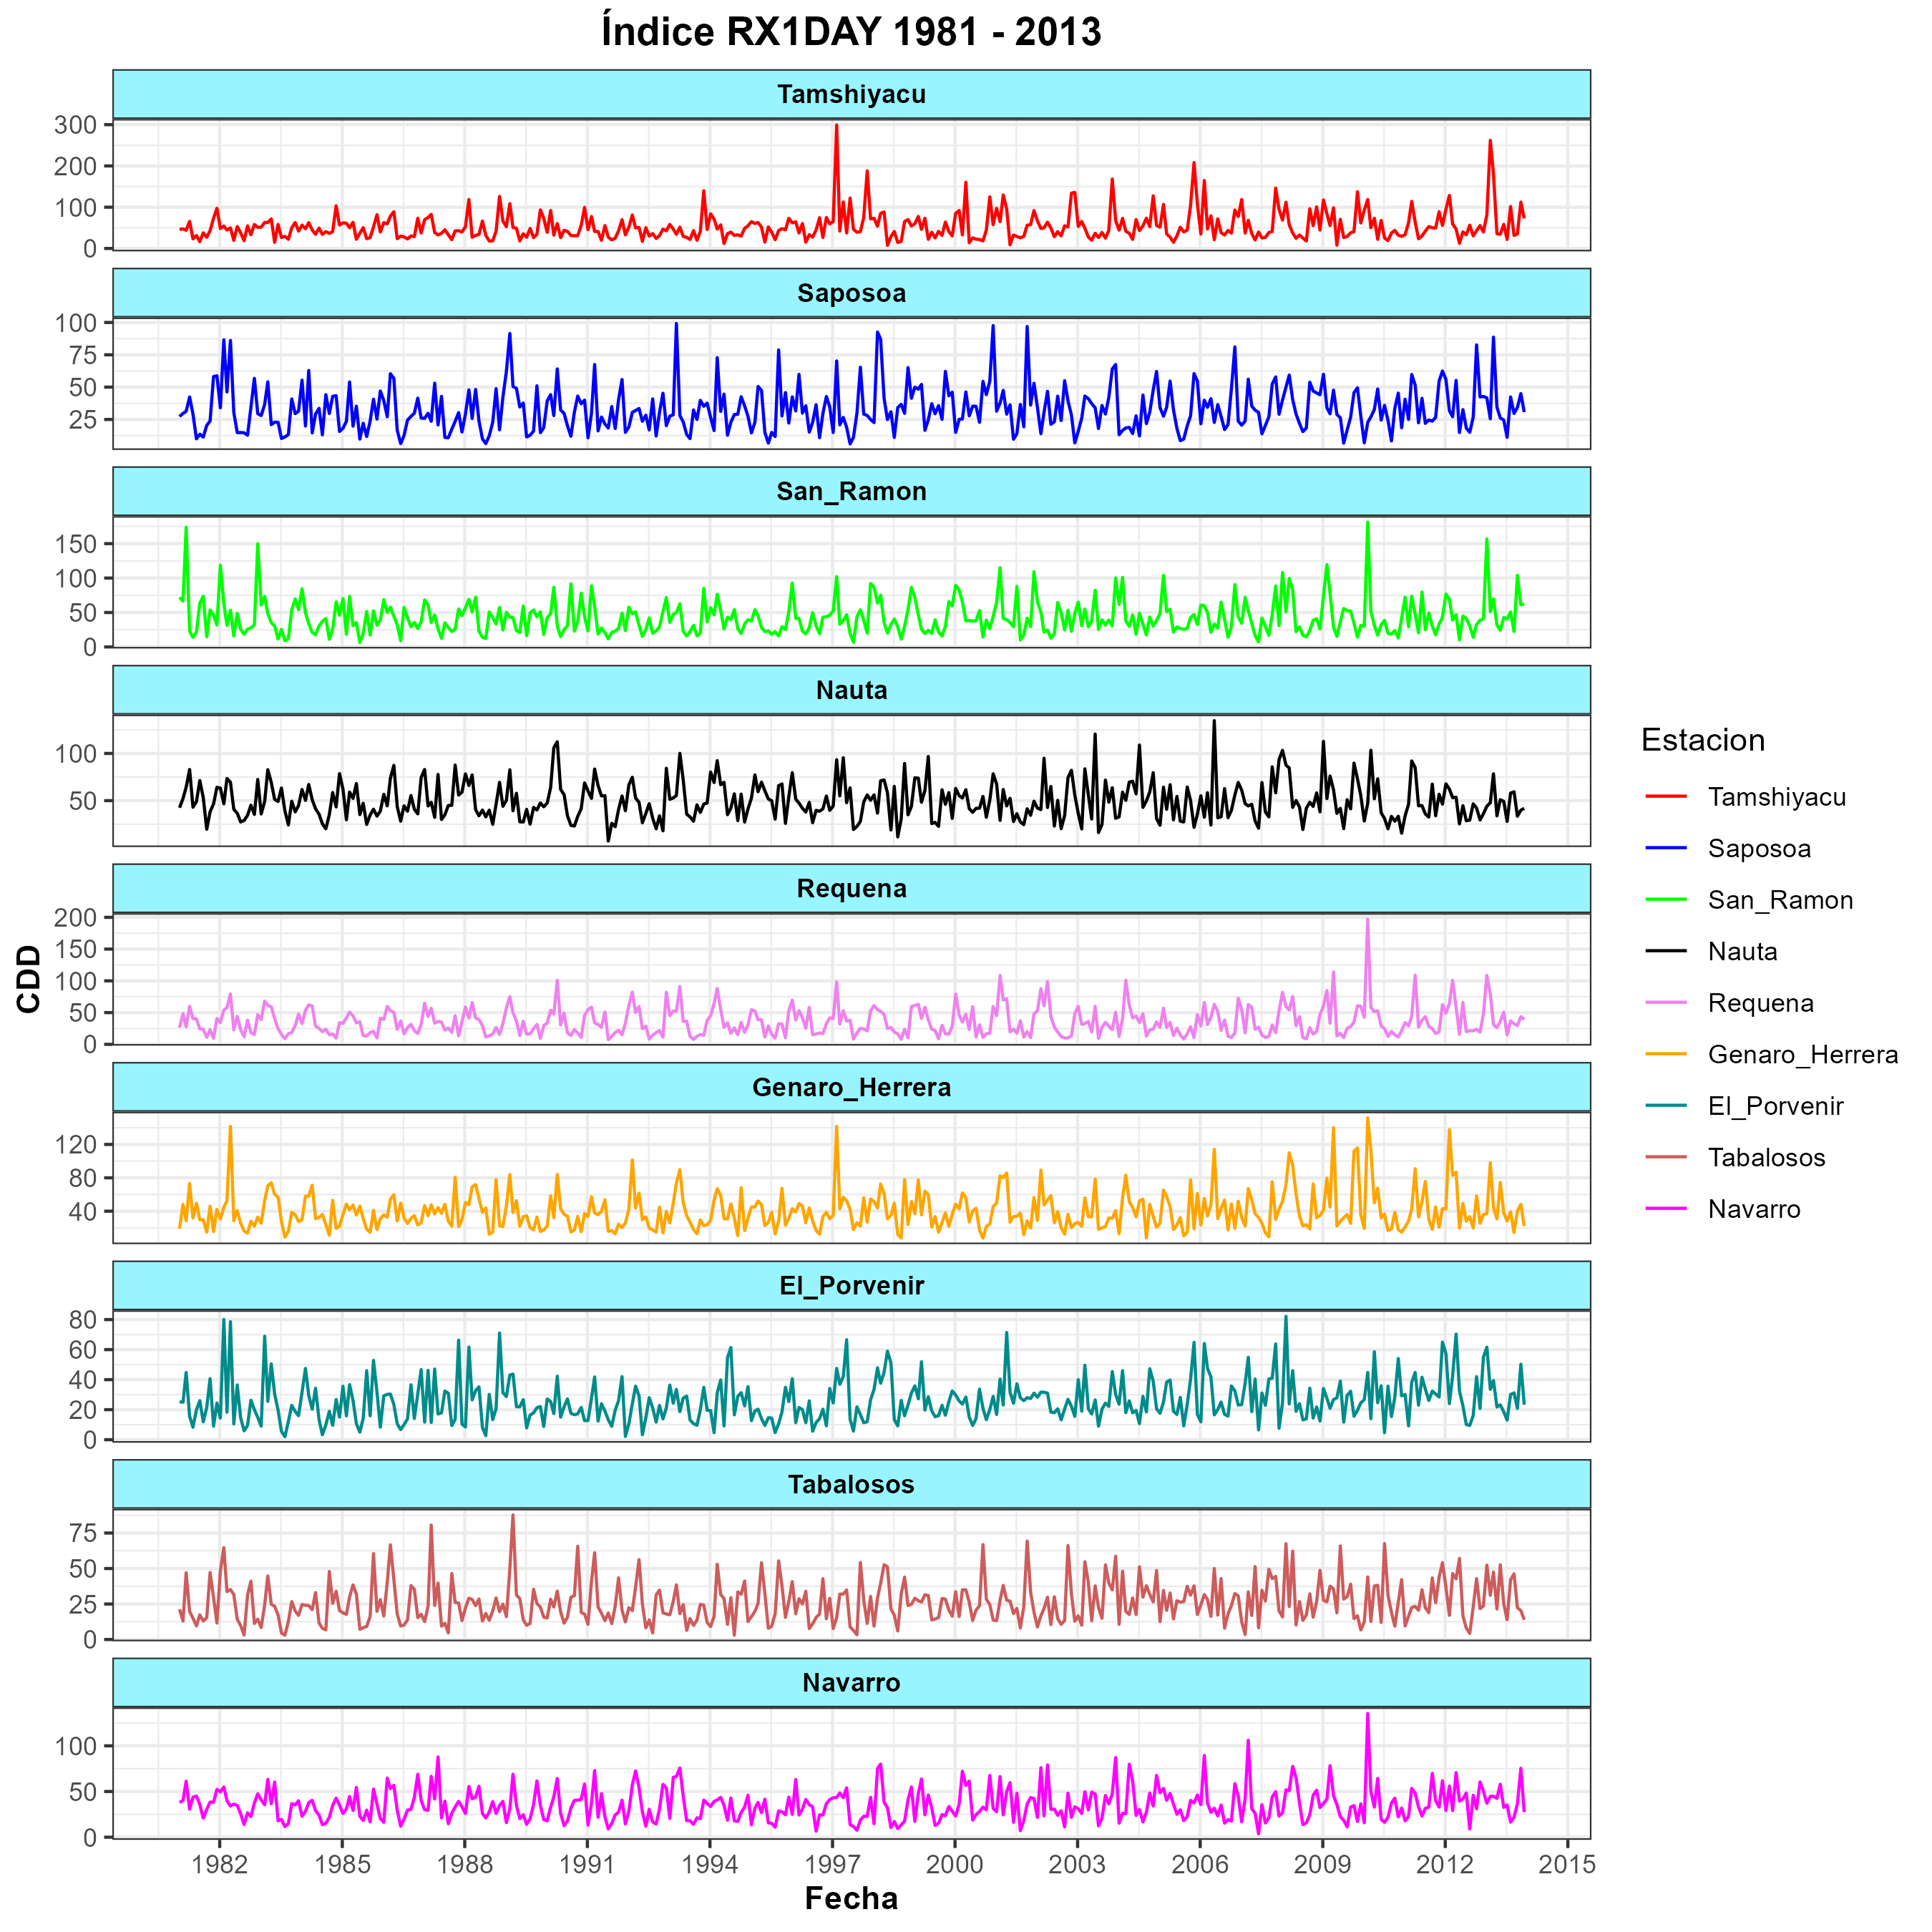 Índice RX1DAY 1981 - 2013
Tamshiyacu
300
200
100
0
Saposoa
100
75
50
25
San_Ramon
150
100
50
0
Nauta
100
50
Requena
200
150
100
50
0
Genaro_Herrera
120
80
40
El_Porvenir
80
60
40
20
0
Tabalosos
75
50
25
0
Navarro
100
50
0
1982 1985 1988 1991 1994 1997 2000 2003 2006 2009 2012 2015
Fecha
CDD
Estacion
Tamshiyacu
Saposoa
San_Ramon
Nauta
Requena
Genaro_Herrera
El_Porvenir
Tabalosos
Navarro